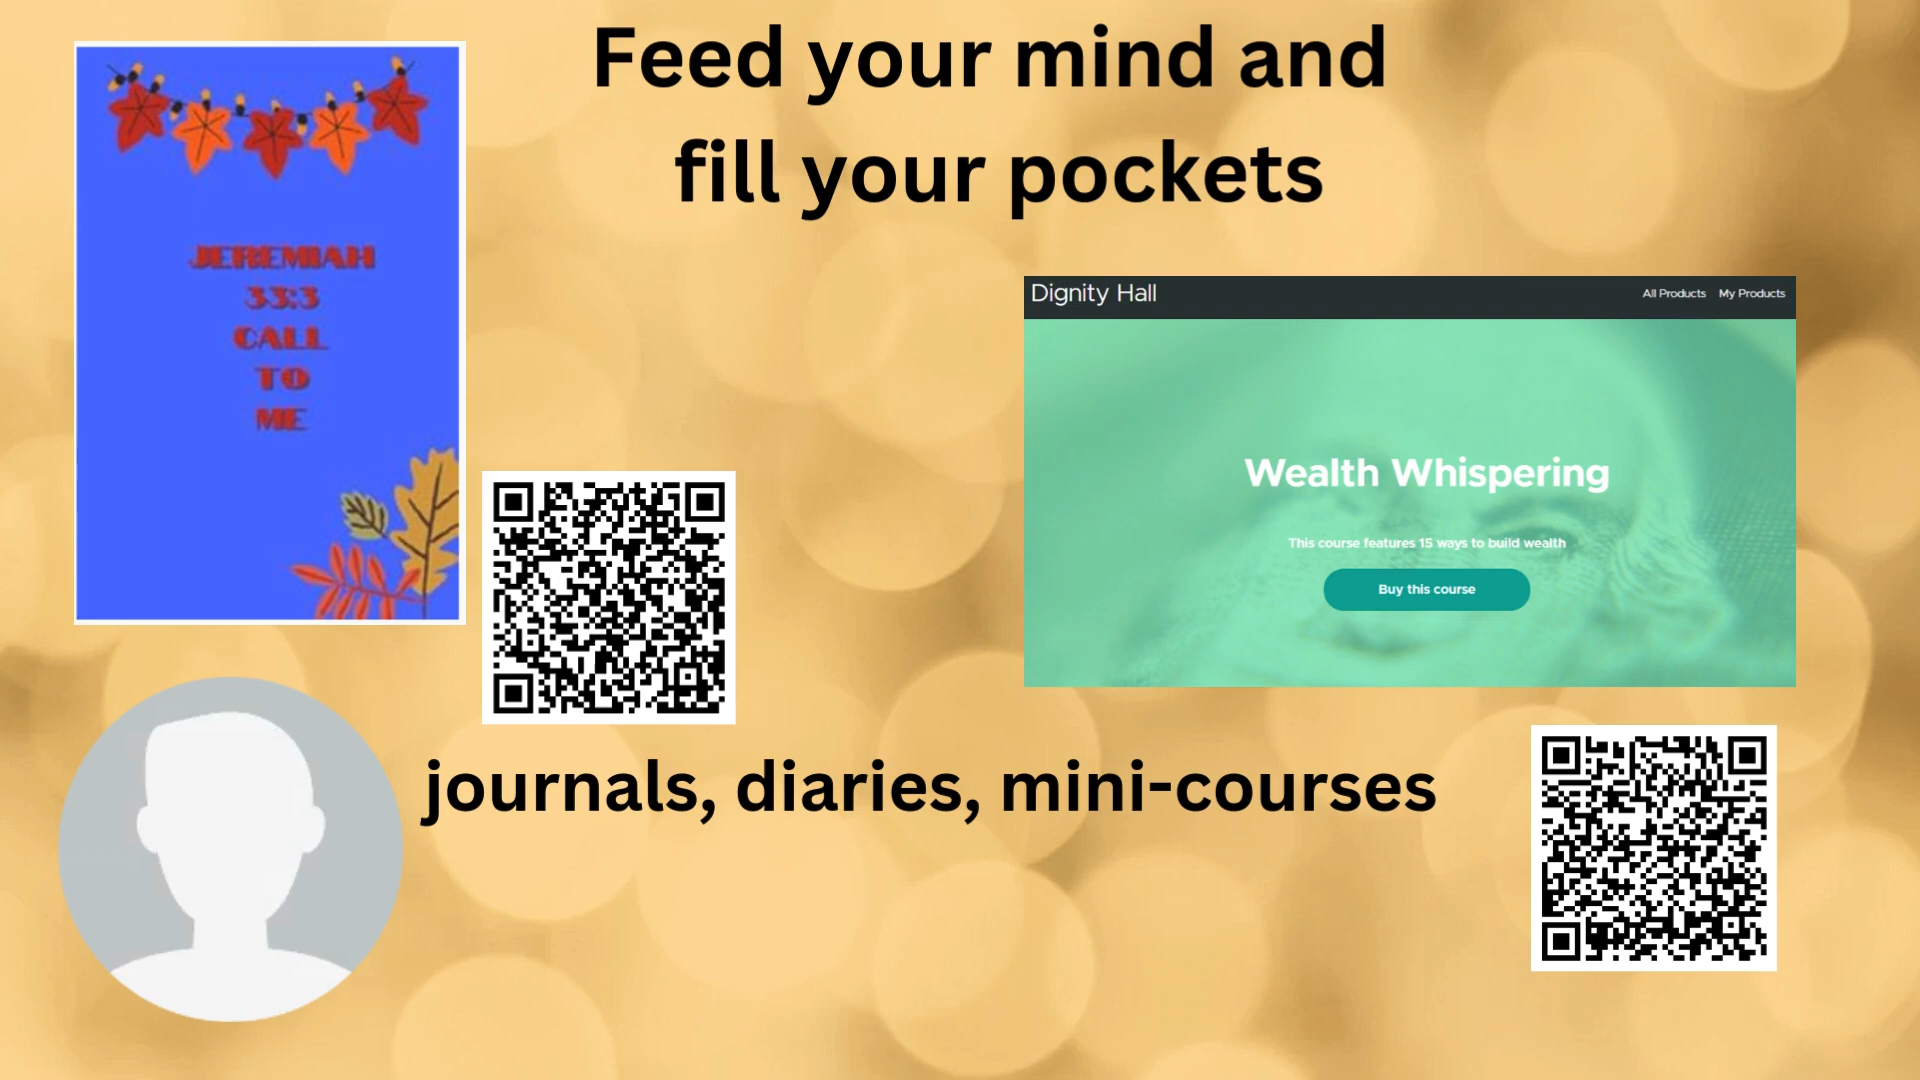 Feed your mind and
fill your pockets
JEREMIAH
33:3
CALL
TO
ME
Dignity Hall
All Products My Products
Wealth Whispering
This course features 15 ways to build wealth
Buy this course
journals, diaries, mini-courses